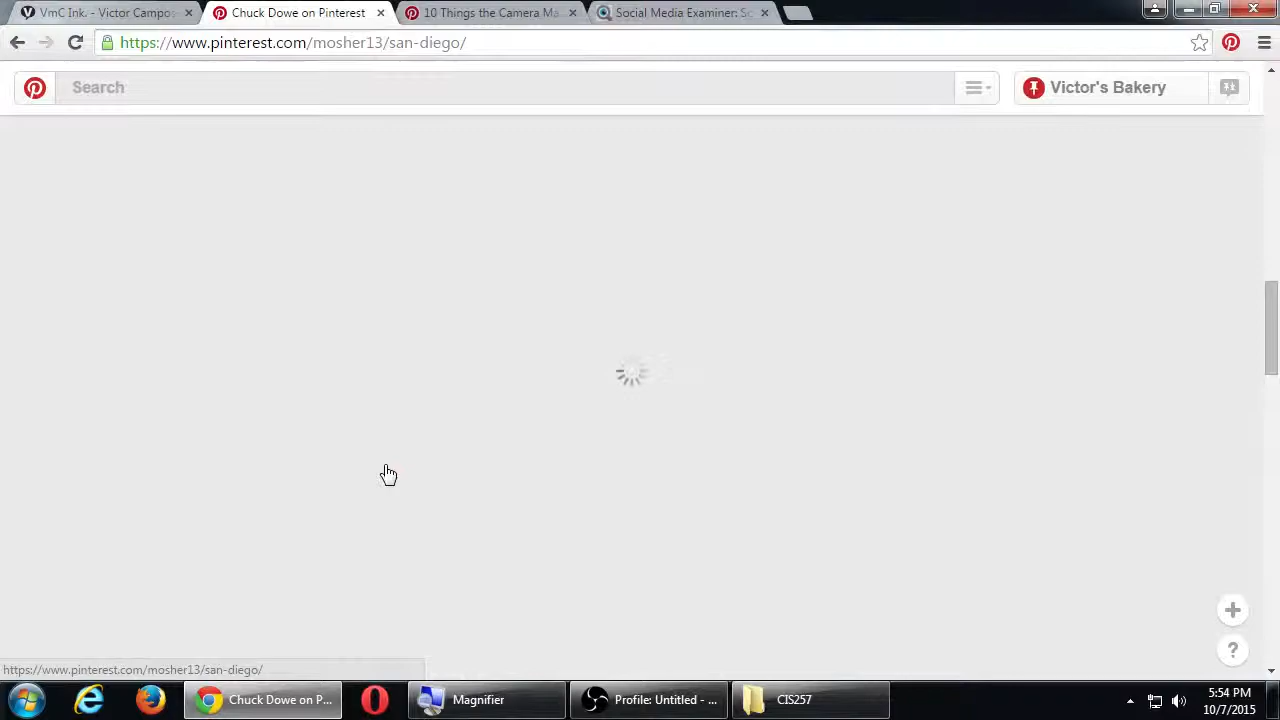 VmC Ink. - Victor Campo
Chuck Dowe on Pinterest
10 Things the Camera Ma
Social Media Examiner: Sc
https://www.pinterest.com/mosher13/san-diego/
Search
Victor's Bakery
https://www.pinterest.com/mosher13/san-diego/
Chuck Dowe on P...
Magnifier
Profile: Untitled - ...
CIS257
5:54 PM
10/7/2015